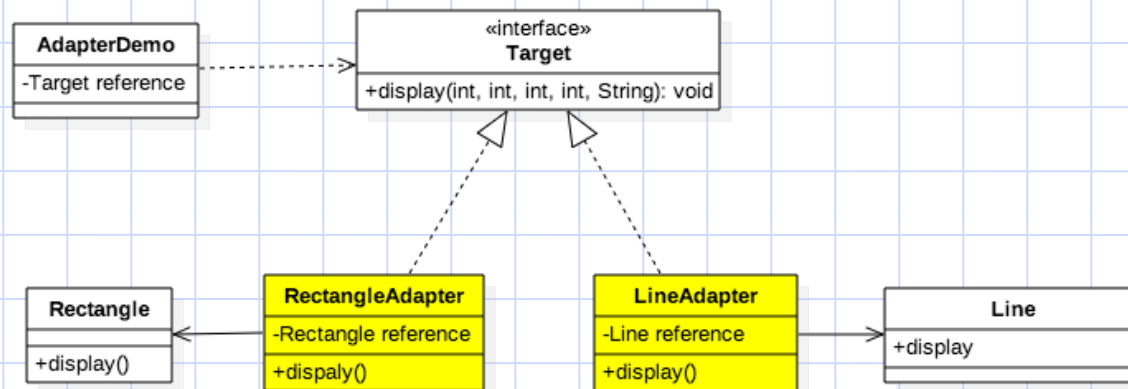 AdapterDemo
-Target reference
«interface»
Target
+display(int, int, int, int, String): void
Rectangle
+display()
RectangleAdapter
-Rectangle reference
+dispaly()
LineAdapter
-Line reference
+display()
Line
+display